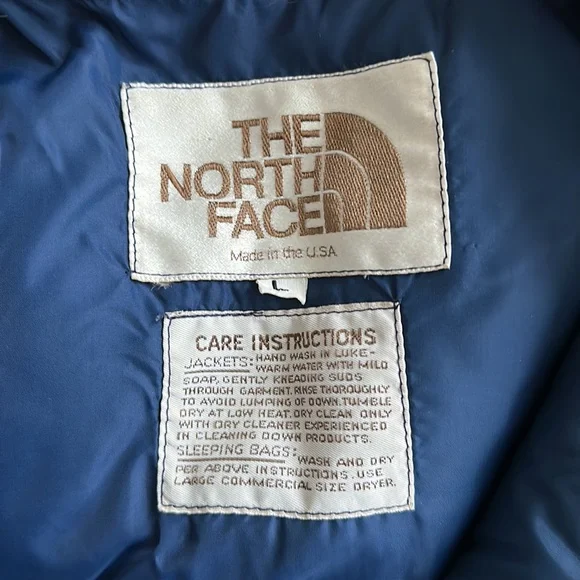 THE
NORTH
FACE
Made in the U.S.A.
L
CARE INSTRUCTIONS
JACKETS: HAND WASH IN LUKE-
WARM WATER WITH MILD
SOAP, GENTLY KNEADING SUDS
THROUGH GARMENT. RINSE THOROUGHLY
TO AVOID LUMPING OF DOWN. TUMBLE
DRY AT LOW HEAT. DRY CLEAN ONLY
WITH DRY CLEANER EXPERIENCED
IN CLEANING DOWN PRODUCTS.
SLEEPING BAGS: WASH AND DRY
PER ABOVE INSTRUCTIONS. USE
LARGE COMMERCIAL SIZE DRYER.